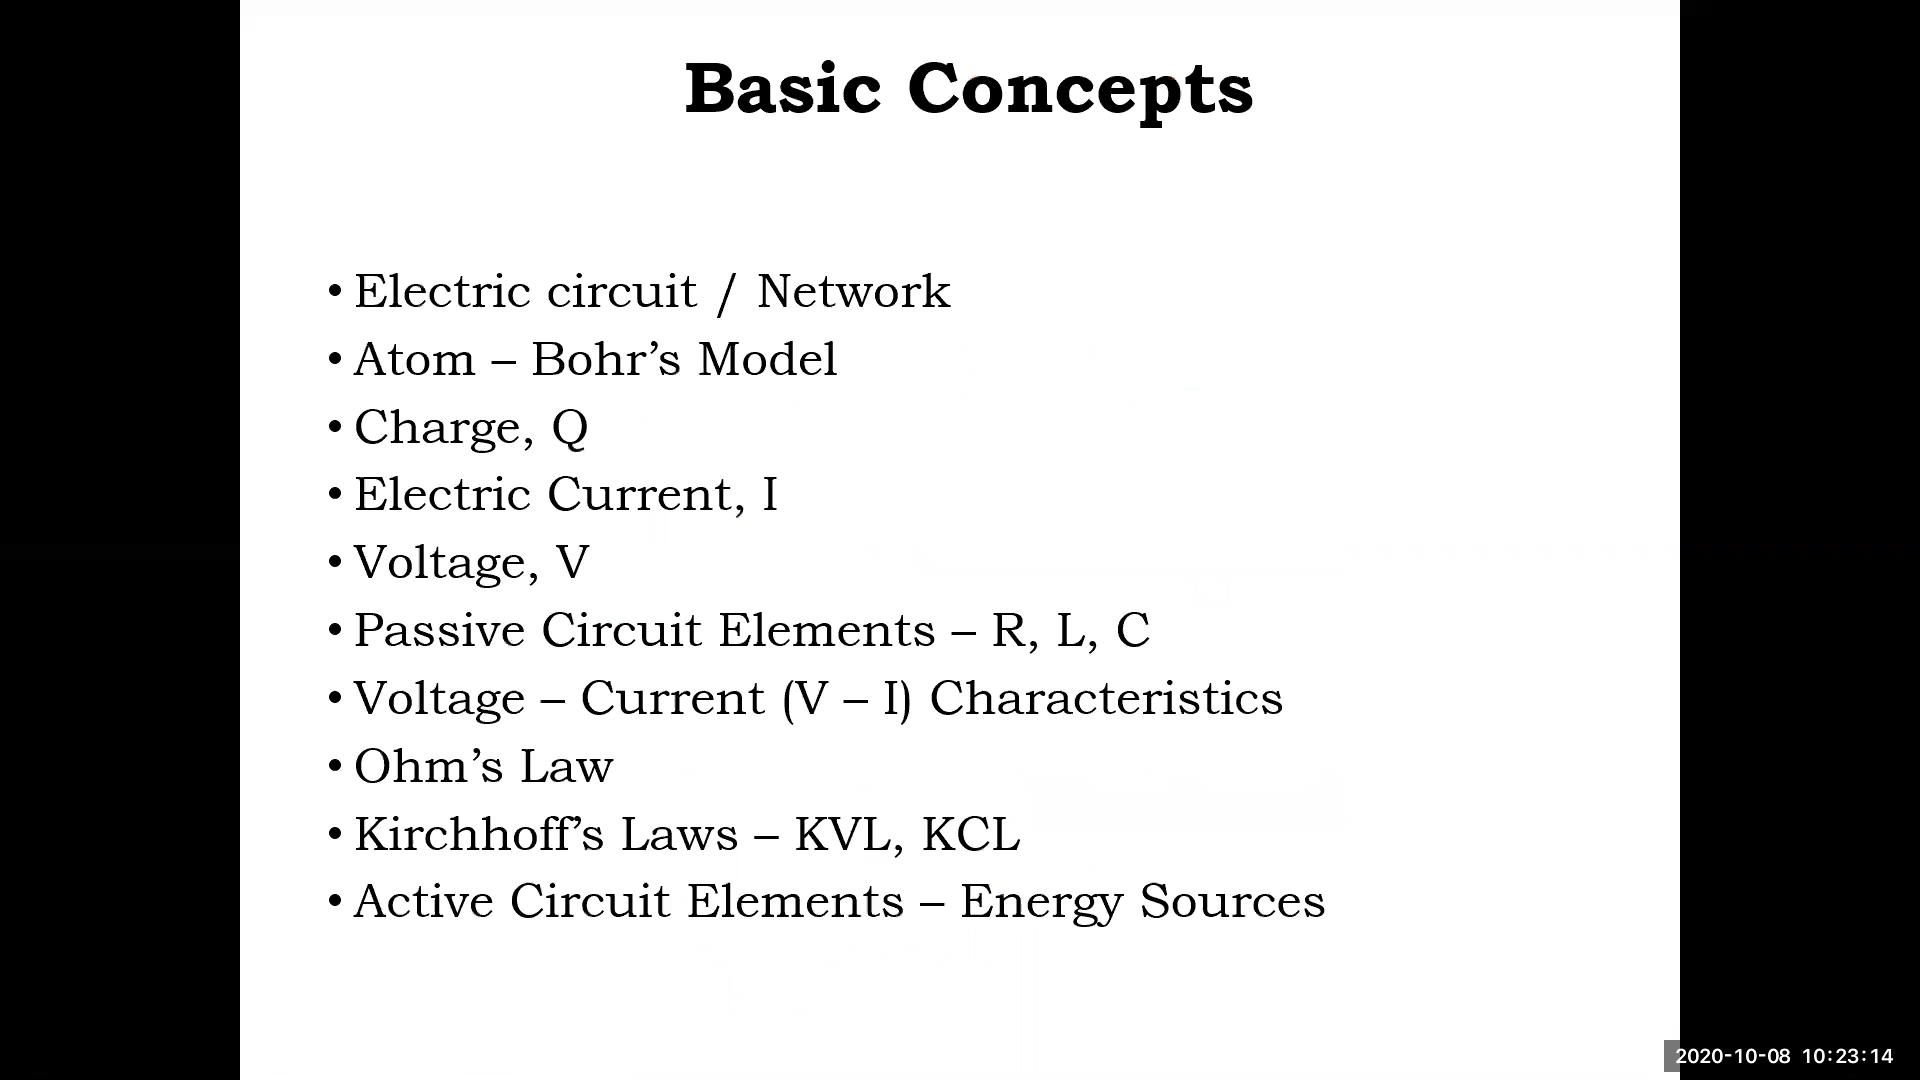 Basic Concepts
• Electric circuit / Network
• Atom – Bohr’s Model
• Charge, Q
• Electric Current, I
• Voltage, V
• Passive Circuit Elements – R, L, C
• Voltage – Current (V – I) Characteristics
• Ohm’s Law
• Kirchhoff’s Laws – KVL, KCL
• Active Circuit Elements – Energy Sources
2020-10-08 10:23:14